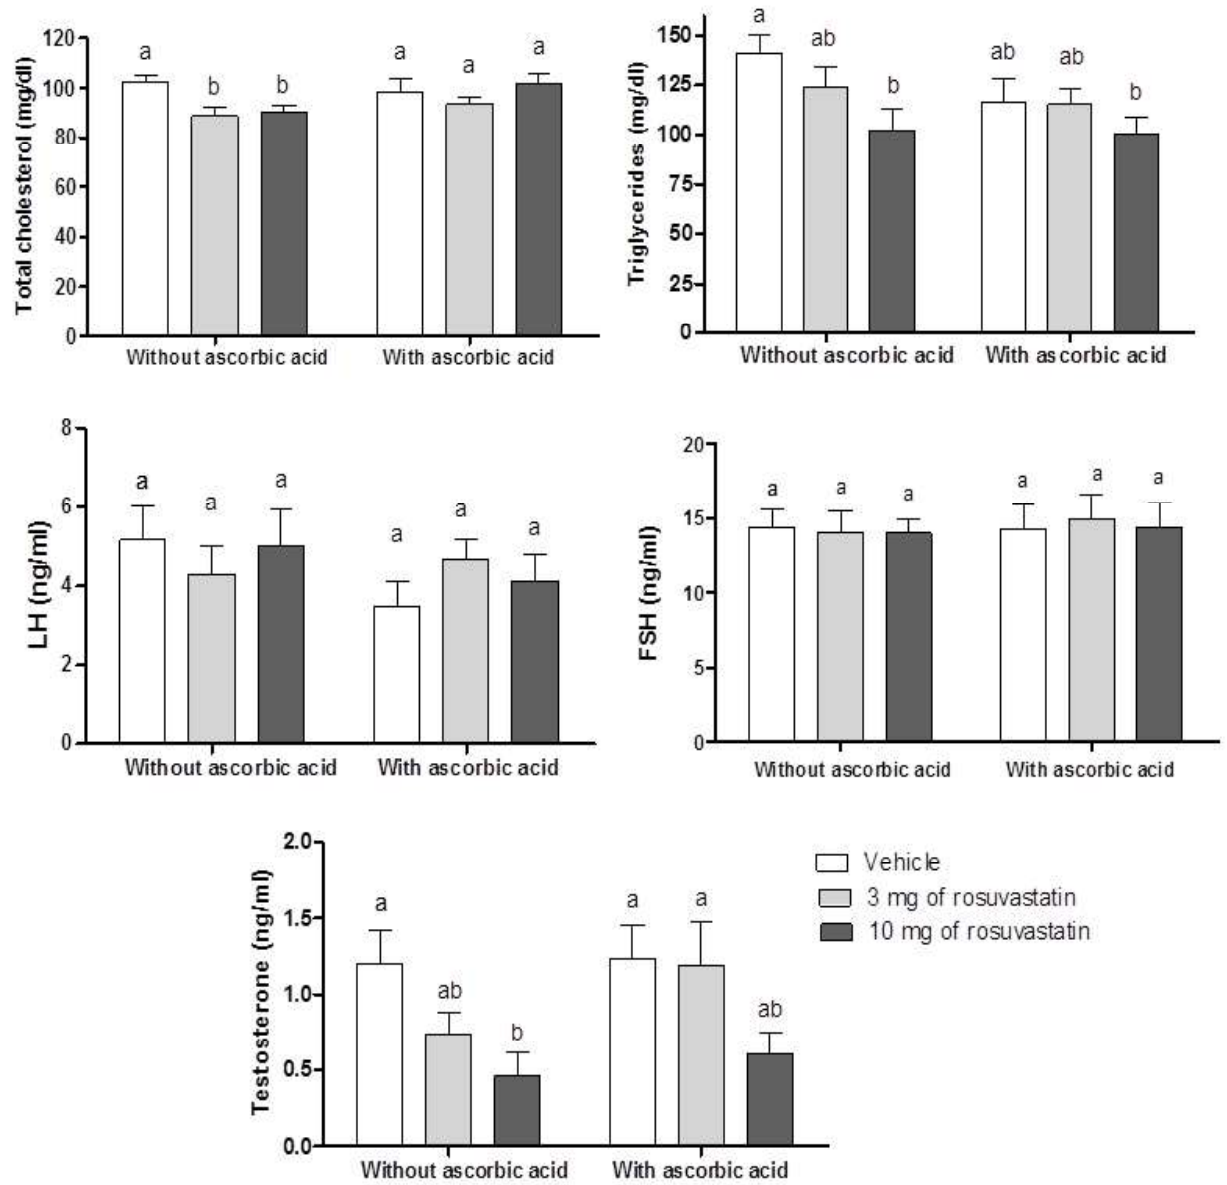 Total cholesterol (mg/dl)
120
100
80
60
40
20
0
a
b
b
a
a
a
Without ascorbic acid
With ascorbic acid
Triglycerides (mg/dl)
150
125
100
75
50
25
0
a
ab
b
ab
ab
b
Without ascorbic acid
With ascorbic acid
LH (ng/ml)
8
6
4
2
0
a
a
a
a
a
a
Without ascorbic acid
With ascorbic acid
FSH (ng/ml)
20
15
10
5
0
a
a
a
a
a
a
Without ascorbic acid
With ascorbic acid
Testosterone (ng/ml)
2.0
1.5
1.0
0.5
0.0
a
ab
b
a
a
ab
Without ascorbic acid
With ascorbic acid
Vehicle
3 mg of rosuvastatin
10 mg of rosuvastatin